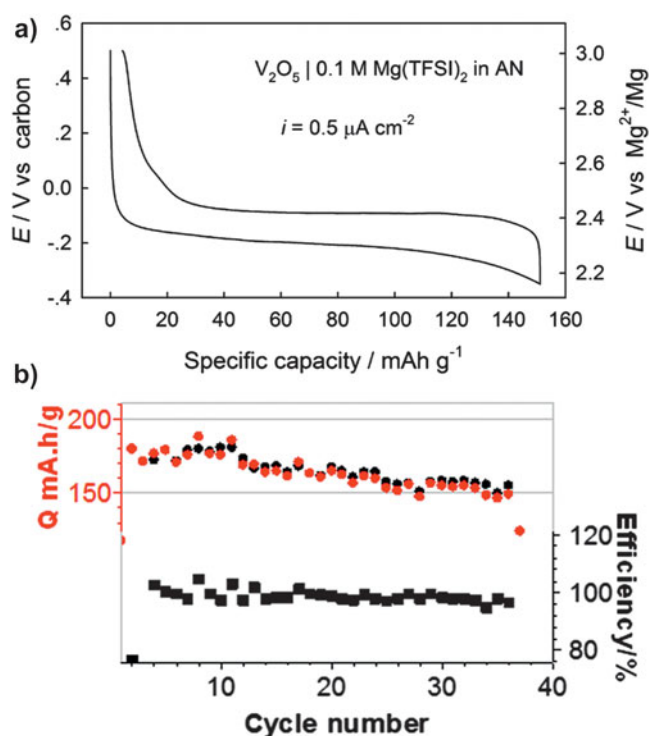 a)
.6
.4
.2
0.0
-.2
-.4
E / V vs carbon
V₂O₅ | 0.1 M Mg(TFSI)₂ in AN
i = 0.5 μA cm⁻²
3.0
2.8
2.6
2.4
2.2
E / V vs Mg²⁺/Mg
0 20 40 60 80 100 120 140 160
Specific capacity / mAh g⁻¹
b)
200
150
Q mA.h/g
120
100
80
Efficiency/%
10 20 30 40
Cycle number